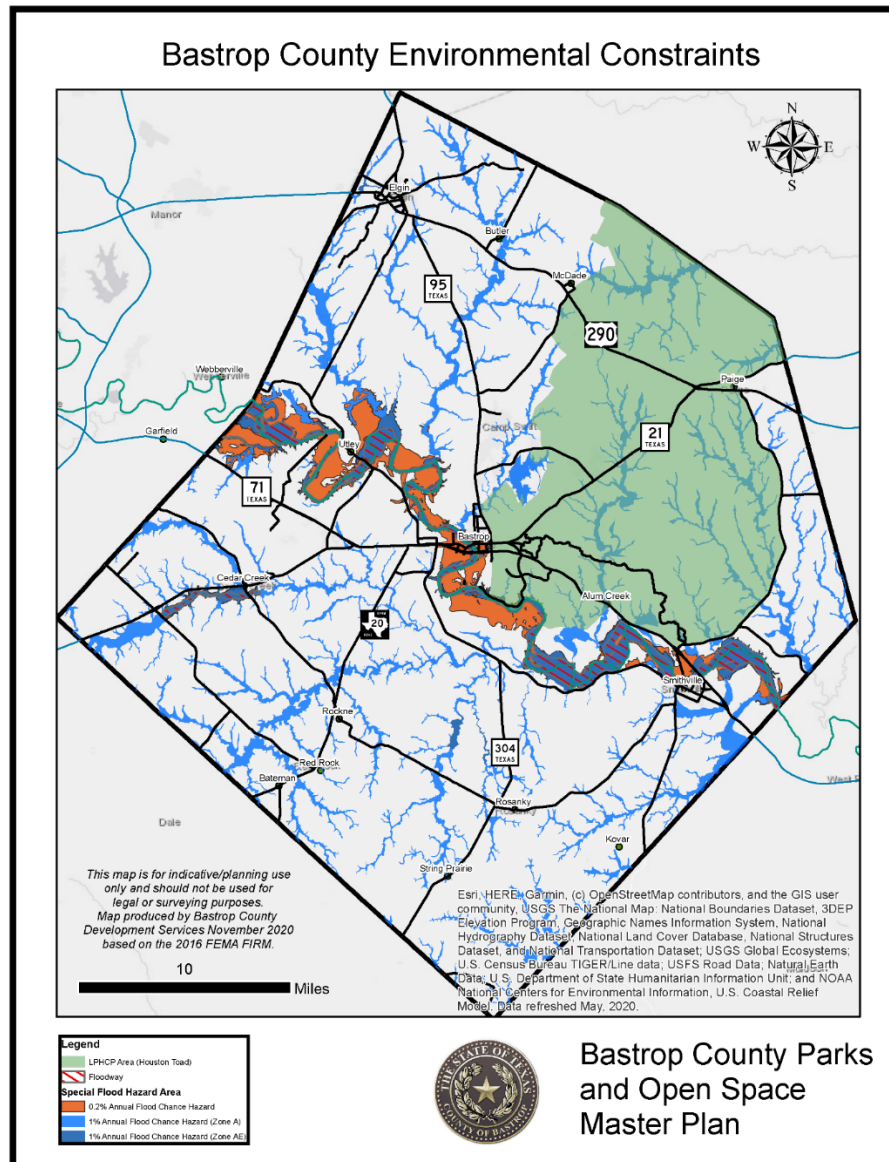 Bastrop County Environmental Constraints
N
W
E
S
Manor
Elgin
Butler
McDade
95
TEXAS
290
Webberville
Paige
Garfield
Utley
Camp Swift
21
TEXAS
71
TEXAS
Bastrop
Cedar Creek
Alum Creek
20
Smithville
Rockne
304
TEXAS
Red Rock
Bateman
Rosanky
Dale
Kovar
String Prairie
This map is for indicative/planning use
only and should not be used for
legal or surveying purposes.
Map produced by Bastrop County
Development Services November 2020
based on the 2016 FEMA FIRM.
10
Miles
Esri, HERE, Garmin, (c) OpenStreetMap contributors, and the GIS user
community, USGS The National Map: National Boundaries Dataset, 3DEP
Elevation Program, Geographic Names Information System, National
Hydrography Dataset, National Land Cover Database, National Structures
Dataset, and National Transportation Dataset; USGS Global Ecosystems;
U.S. Census Bureau TIGER/Line data; USFS Road Data; Natural Earth
Data; U.S. Department of State Humanitarian Information Unit; and NOAA
National Centers for Environmental Information, U.S. Coastal Relief
Model. Data refreshed May, 2020.
Legend
LPHCP Area (Houston Toad)
Floodway
Special Flood Hazard Area
0.2% Annual Flood Chance Hazard
1% Annual Flood Chance Hazard (Zone A)
1% Annual Flood Chance Hazard (Zone AE)
THE STATE OF TEXAS
COUNTY OF BASTROP
Bastrop County Parks
and Open Space
Master Plan